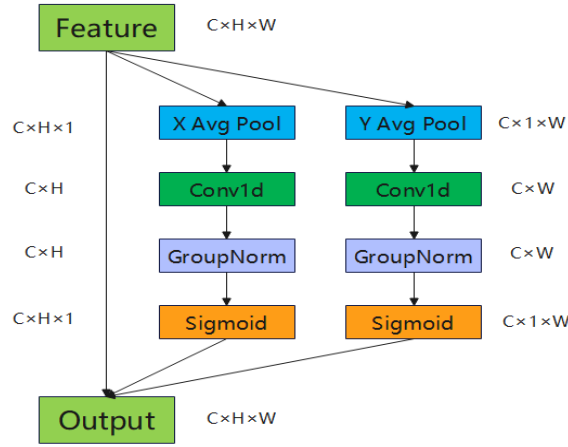 Feature C×H×W
C×H×1 X Avg Pool Y Avg Pool C×1×W
C×H Conv1d Conv1d C×W
C×H GroupNorm GroupNorm C×W
C×H×1 Sigmoid Sigmoid C×1×W
Output C×H×W